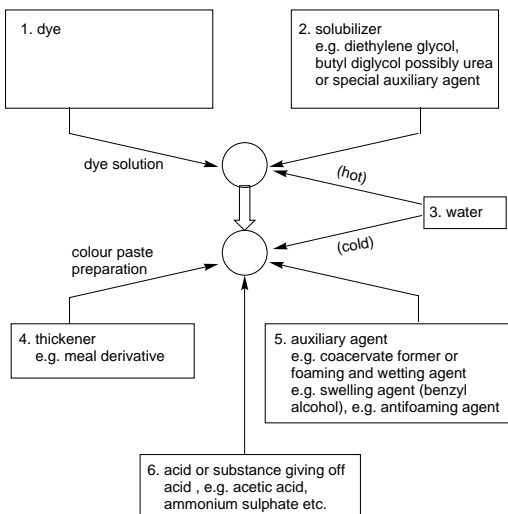 1. dye
2. solubilizer
e.g. diethylene glycol,
butyl diglycol possibly urea
or special auxiliary agent
dye solution
(hot)
3. water
(cold)
colour paste
preparation
4. thickener
e.g. meal derivative
5. auxiliary agent
e.g. coacervate former or
foaming and wetting agent
e.g. swelling agent (benzyl
alcohol), e.g. antifoaming agent
6. acid or substance giving off
acid , e.g. acetic acid,
ammonium sulphate etc.